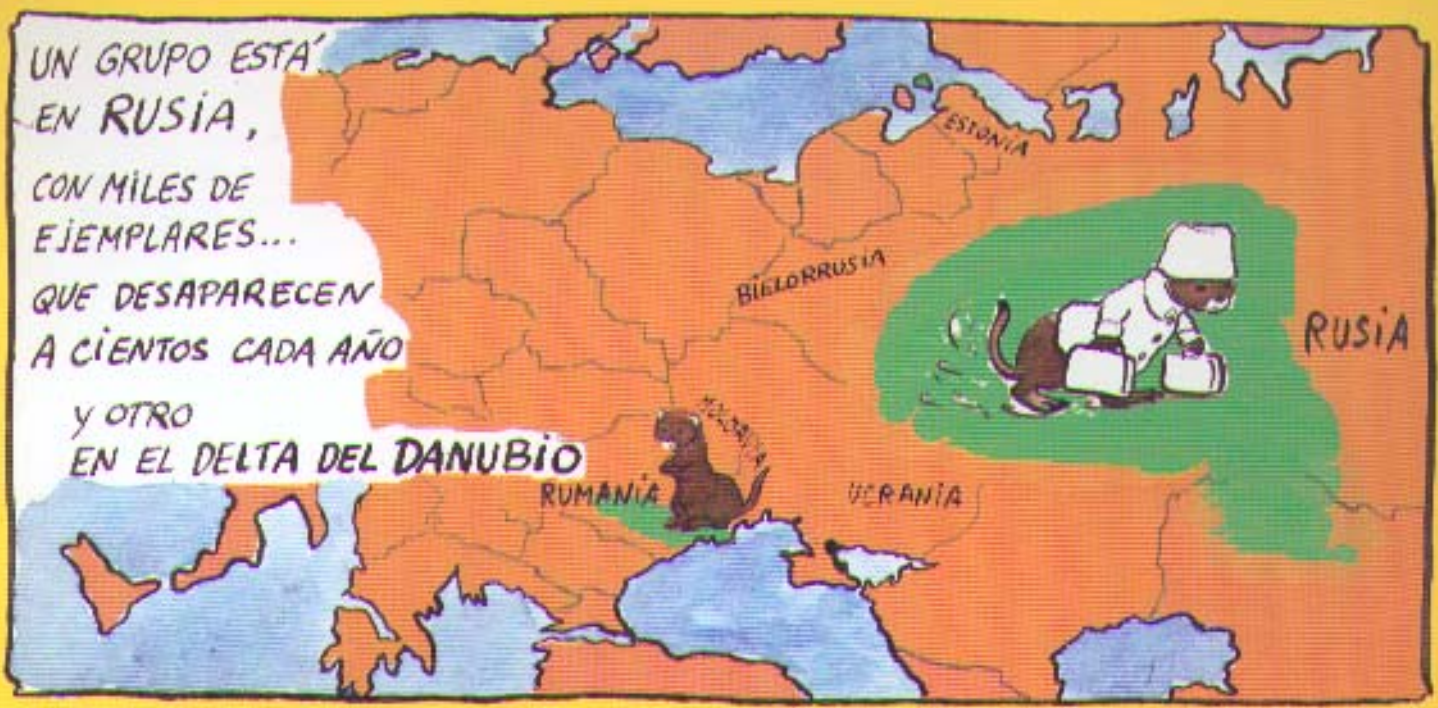 UN GRUPO ESTÁ
EN RUSIA,
CON MILES DE
EJEMPLARES...
QUE DESAPARECEN
A CIENTOS CADA AÑO
Y OTRO
EN EL DELTA DEL DANUBIO
ESTONIA
BIELORRUSIA
RUSIA
MOLDAVIA
RUMANÍA
UCRANIA